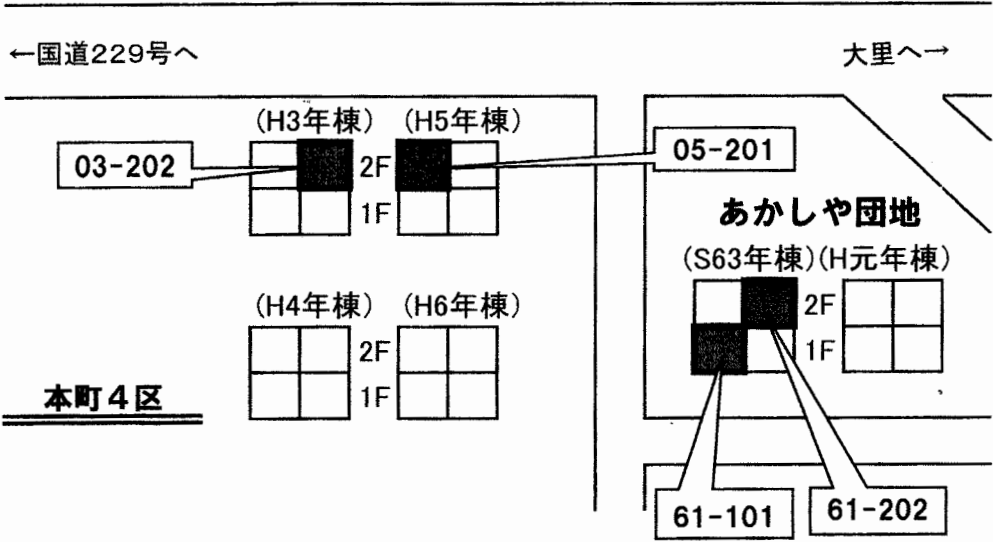 ←国道229号へ
大里へ→
(H3年棟) (H5年棟)
03-202
2F
05-201
1F
あかしや団地
(S63年棟)(H元年棟)
2F
1F
(H4年棟) (H6年棟)
2F
1F
本町4区
61-101
61-202